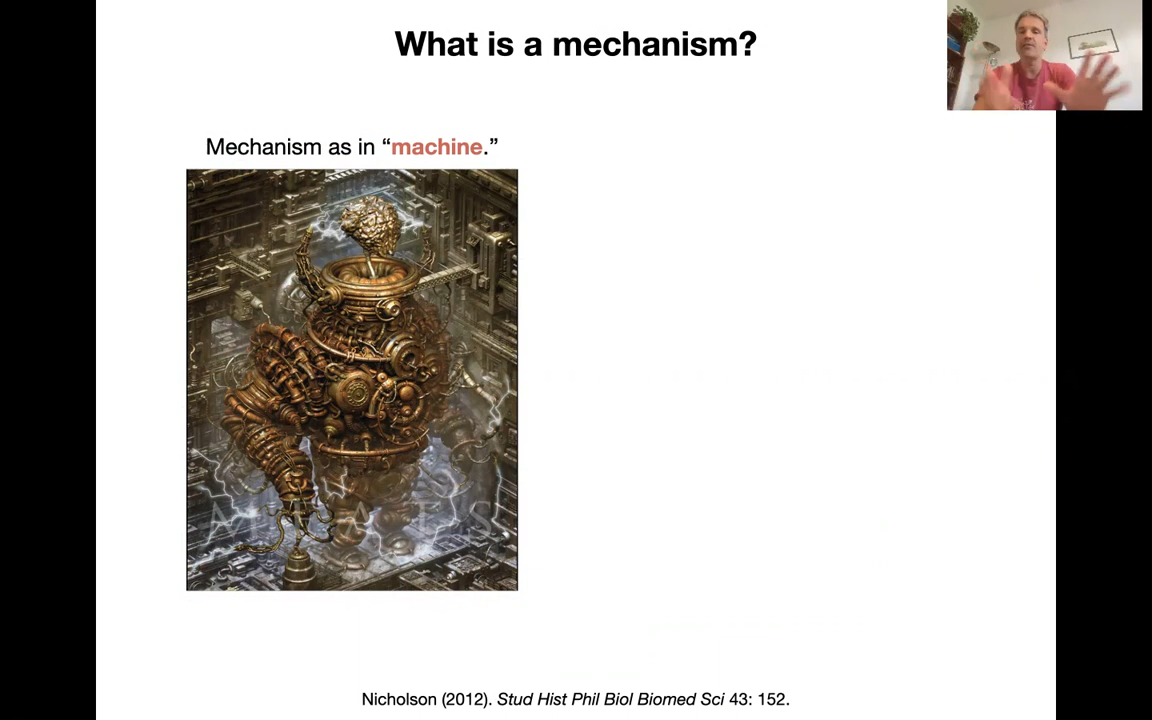 What is a mechanism?
Mechanism as in “machine.”
Nicholson (2012). Stud Hist Phil Biol Biomed Sci 43: 152.